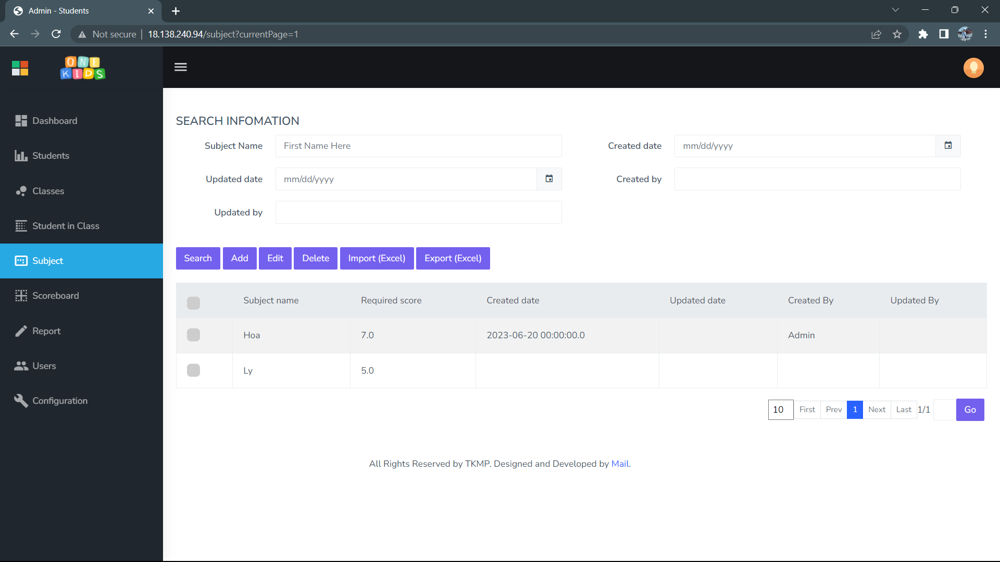 Admin - Students
Not secure 18.138.240.94/subject?currentPage=1
ONE
KIDS
Dashboard
Students
Classes
Student in Class
Subject
Scoreboard
Report
Users
Configuration
SEARCH INFOMATION
Subject Name First Name Here Created date mm/dd/yyyy
Updated date mm/dd/yyyy Created by
Updated by
Search Add Edit Delete Import (Excel) Export (Excel)
Subject name Required score Created date Updated date Created By Updated By
Hoa 7.0 2023-06-20 00:00:00.0 Admin
Ly 5.0
10 First Prev 1 Next Last 1/1 Go
All Rights Reserved by TKMP. Designed and Developed by Mail.